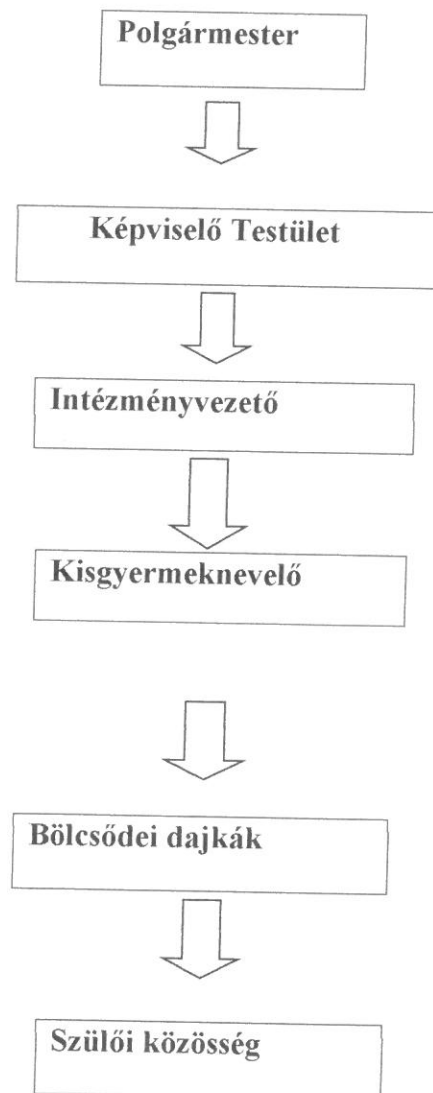 Polgármester
Képviselő Testület
Intézményvezető
Kisgyermeknevelő
Bölcsődei dajkák
Szülői közösség